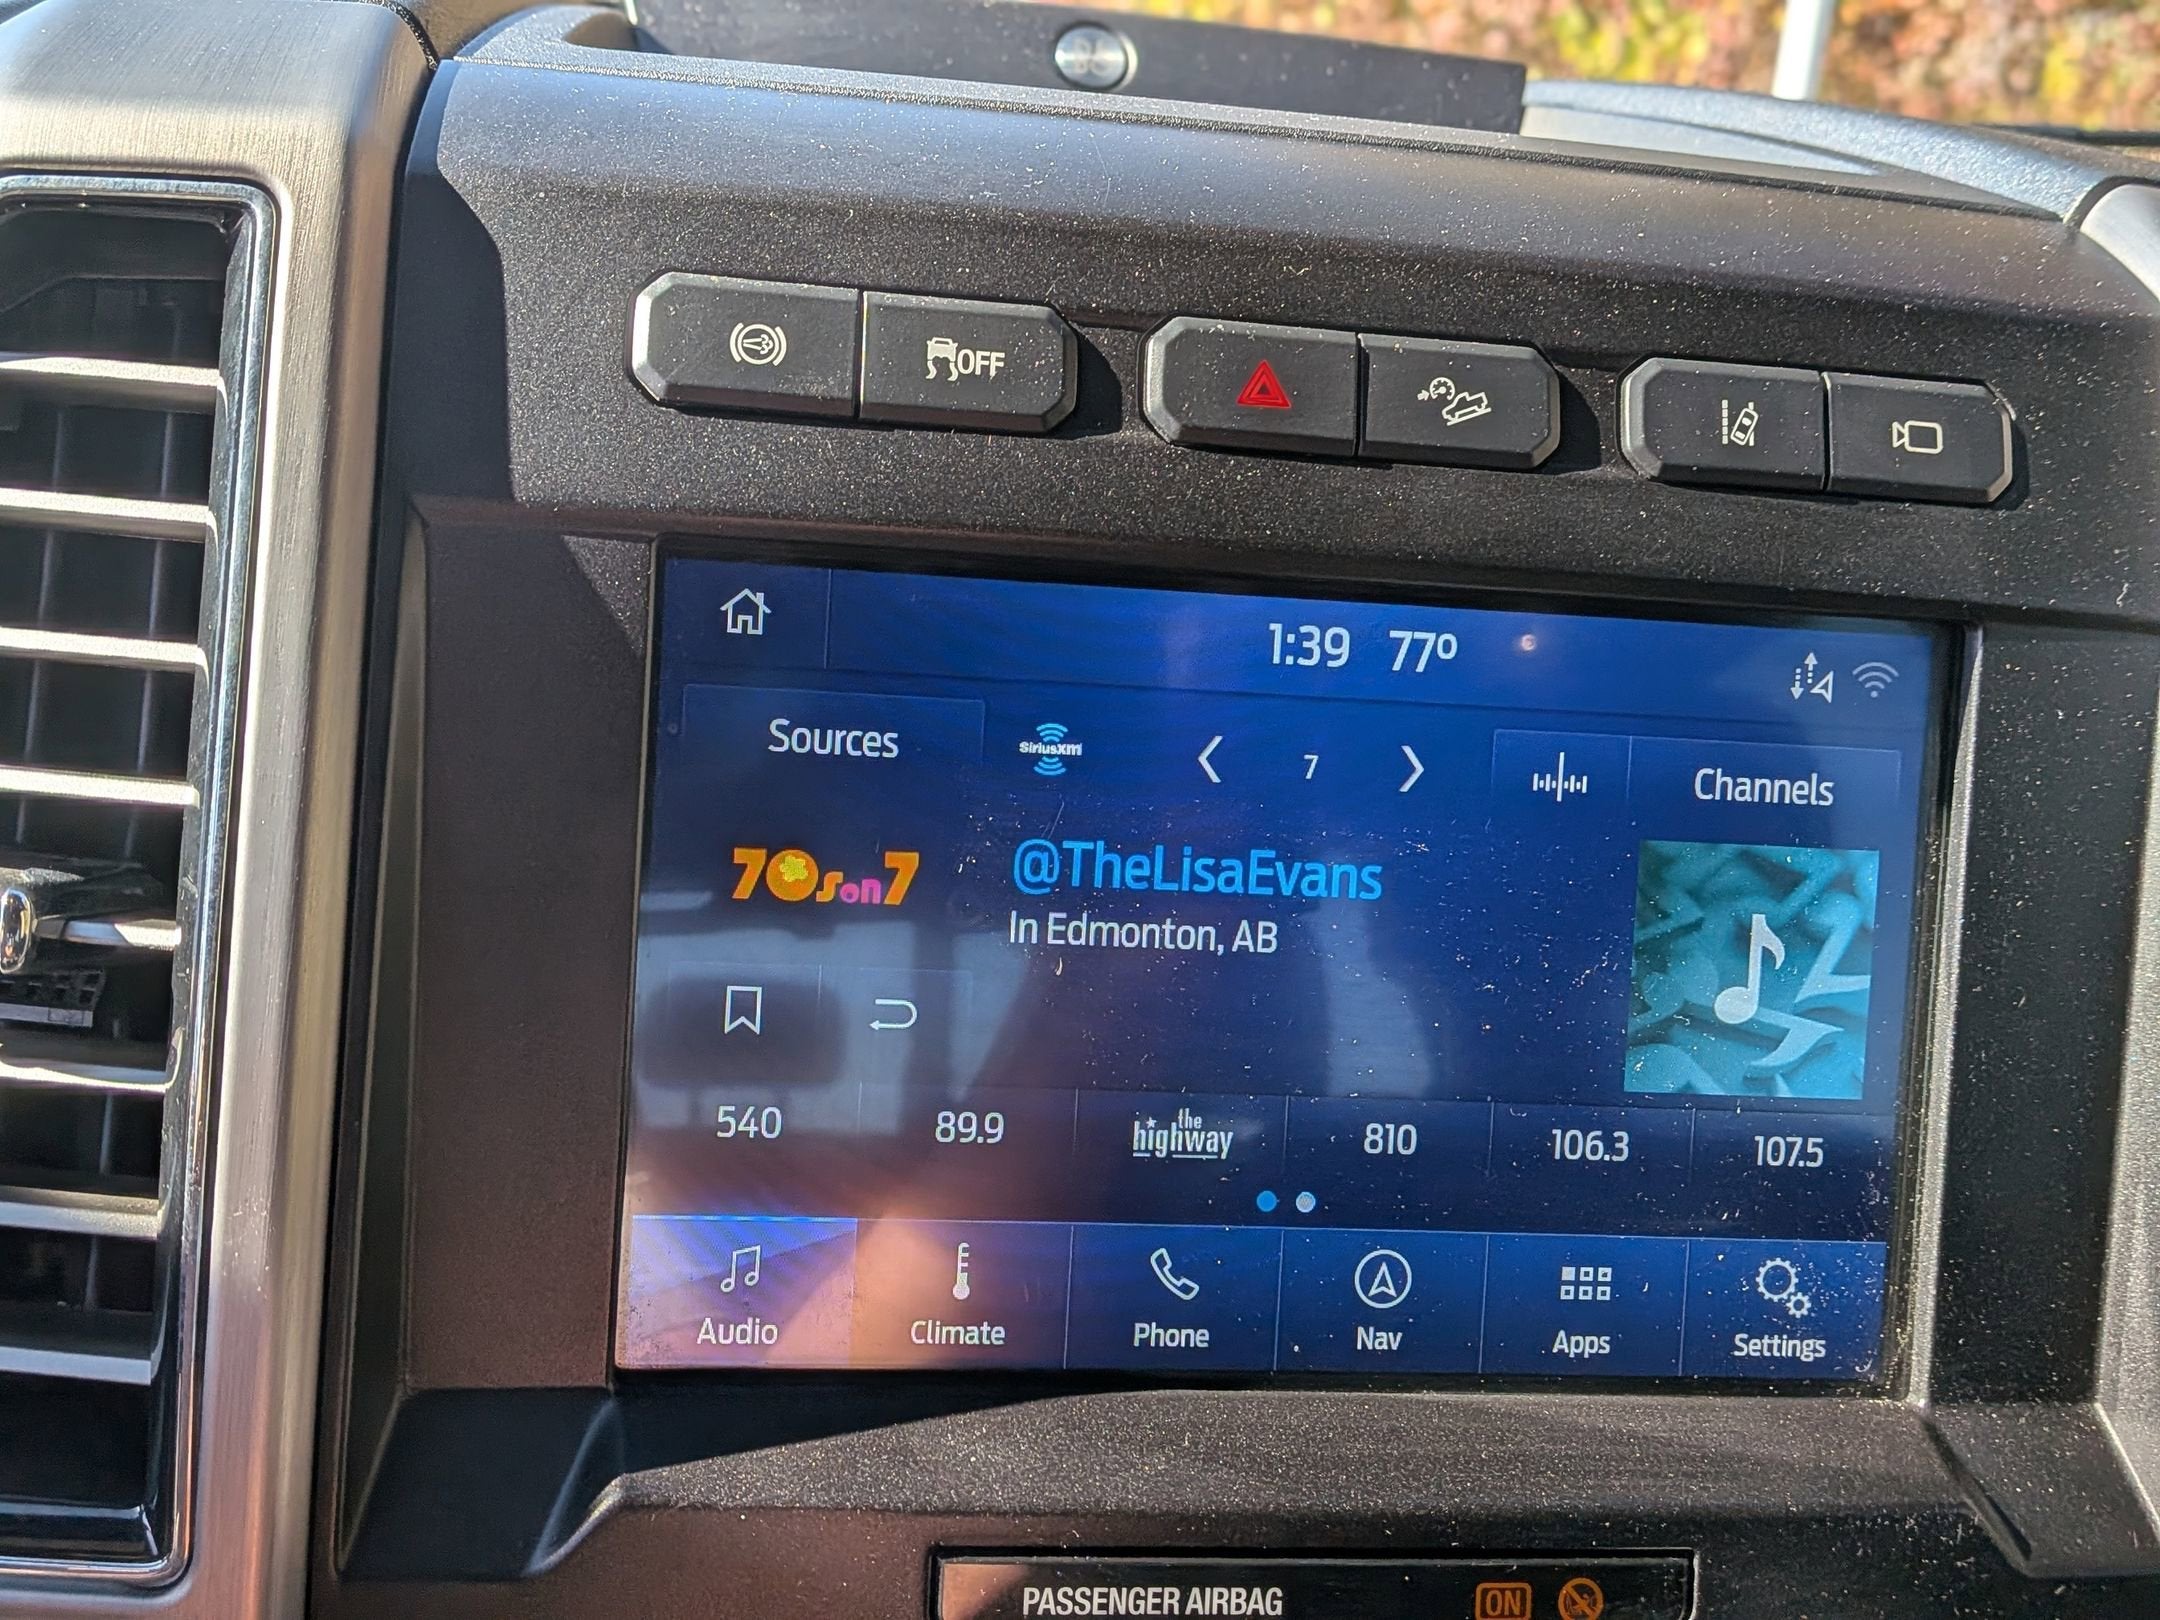 OFF
1:39 77°
Sources
SiriusXM
7
Channels
70s on 7
@TheLisaEvans
In Edmonton, AB
540
89.9
the highway
810
106.3
107.5
Audio
Climate
Phone
Nav
Apps
Settings
PASSENGER AIRBAG ON